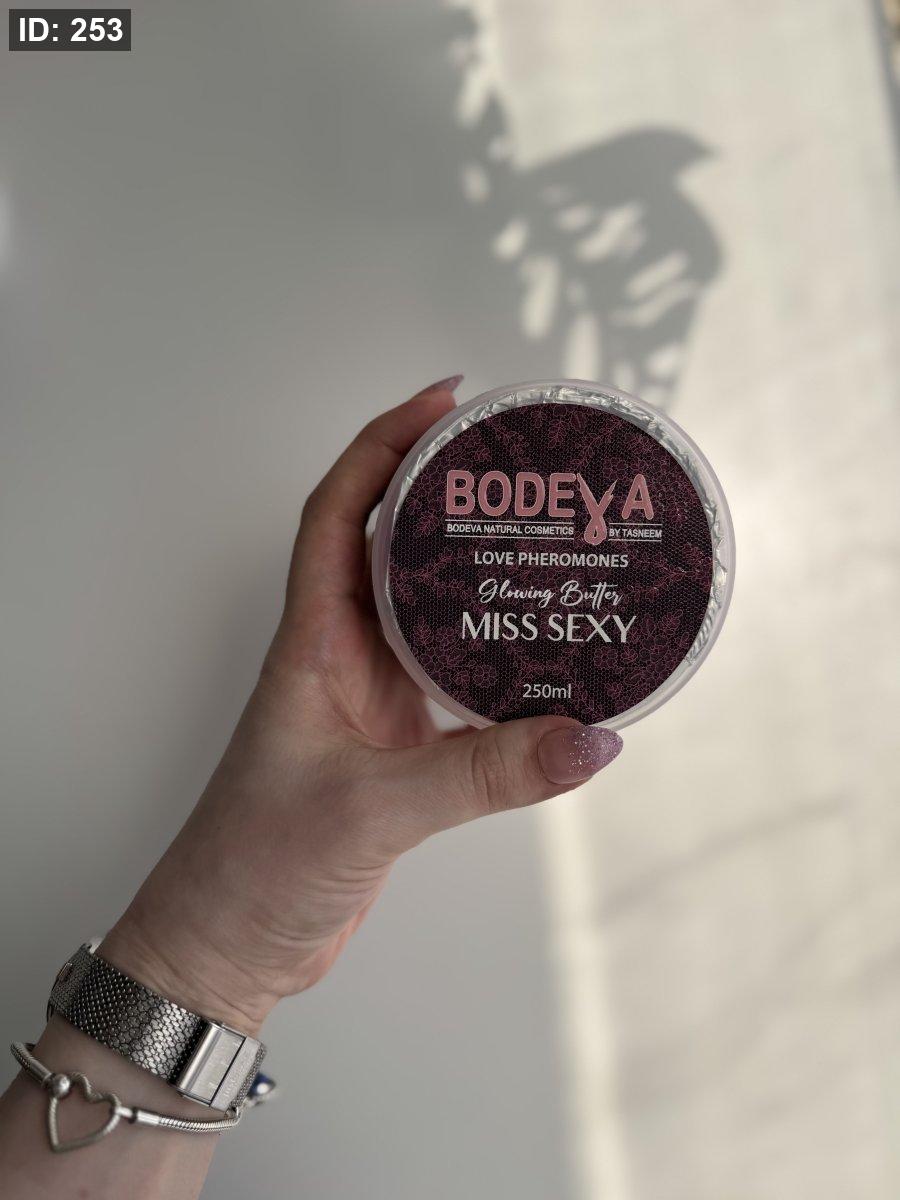 ID: 253
BODEVA
BODEVA NATURAL COSMETICS BY TASNEEM
LOVE PHEROMONES
Glowing Butter
MISS SEXY
250ml